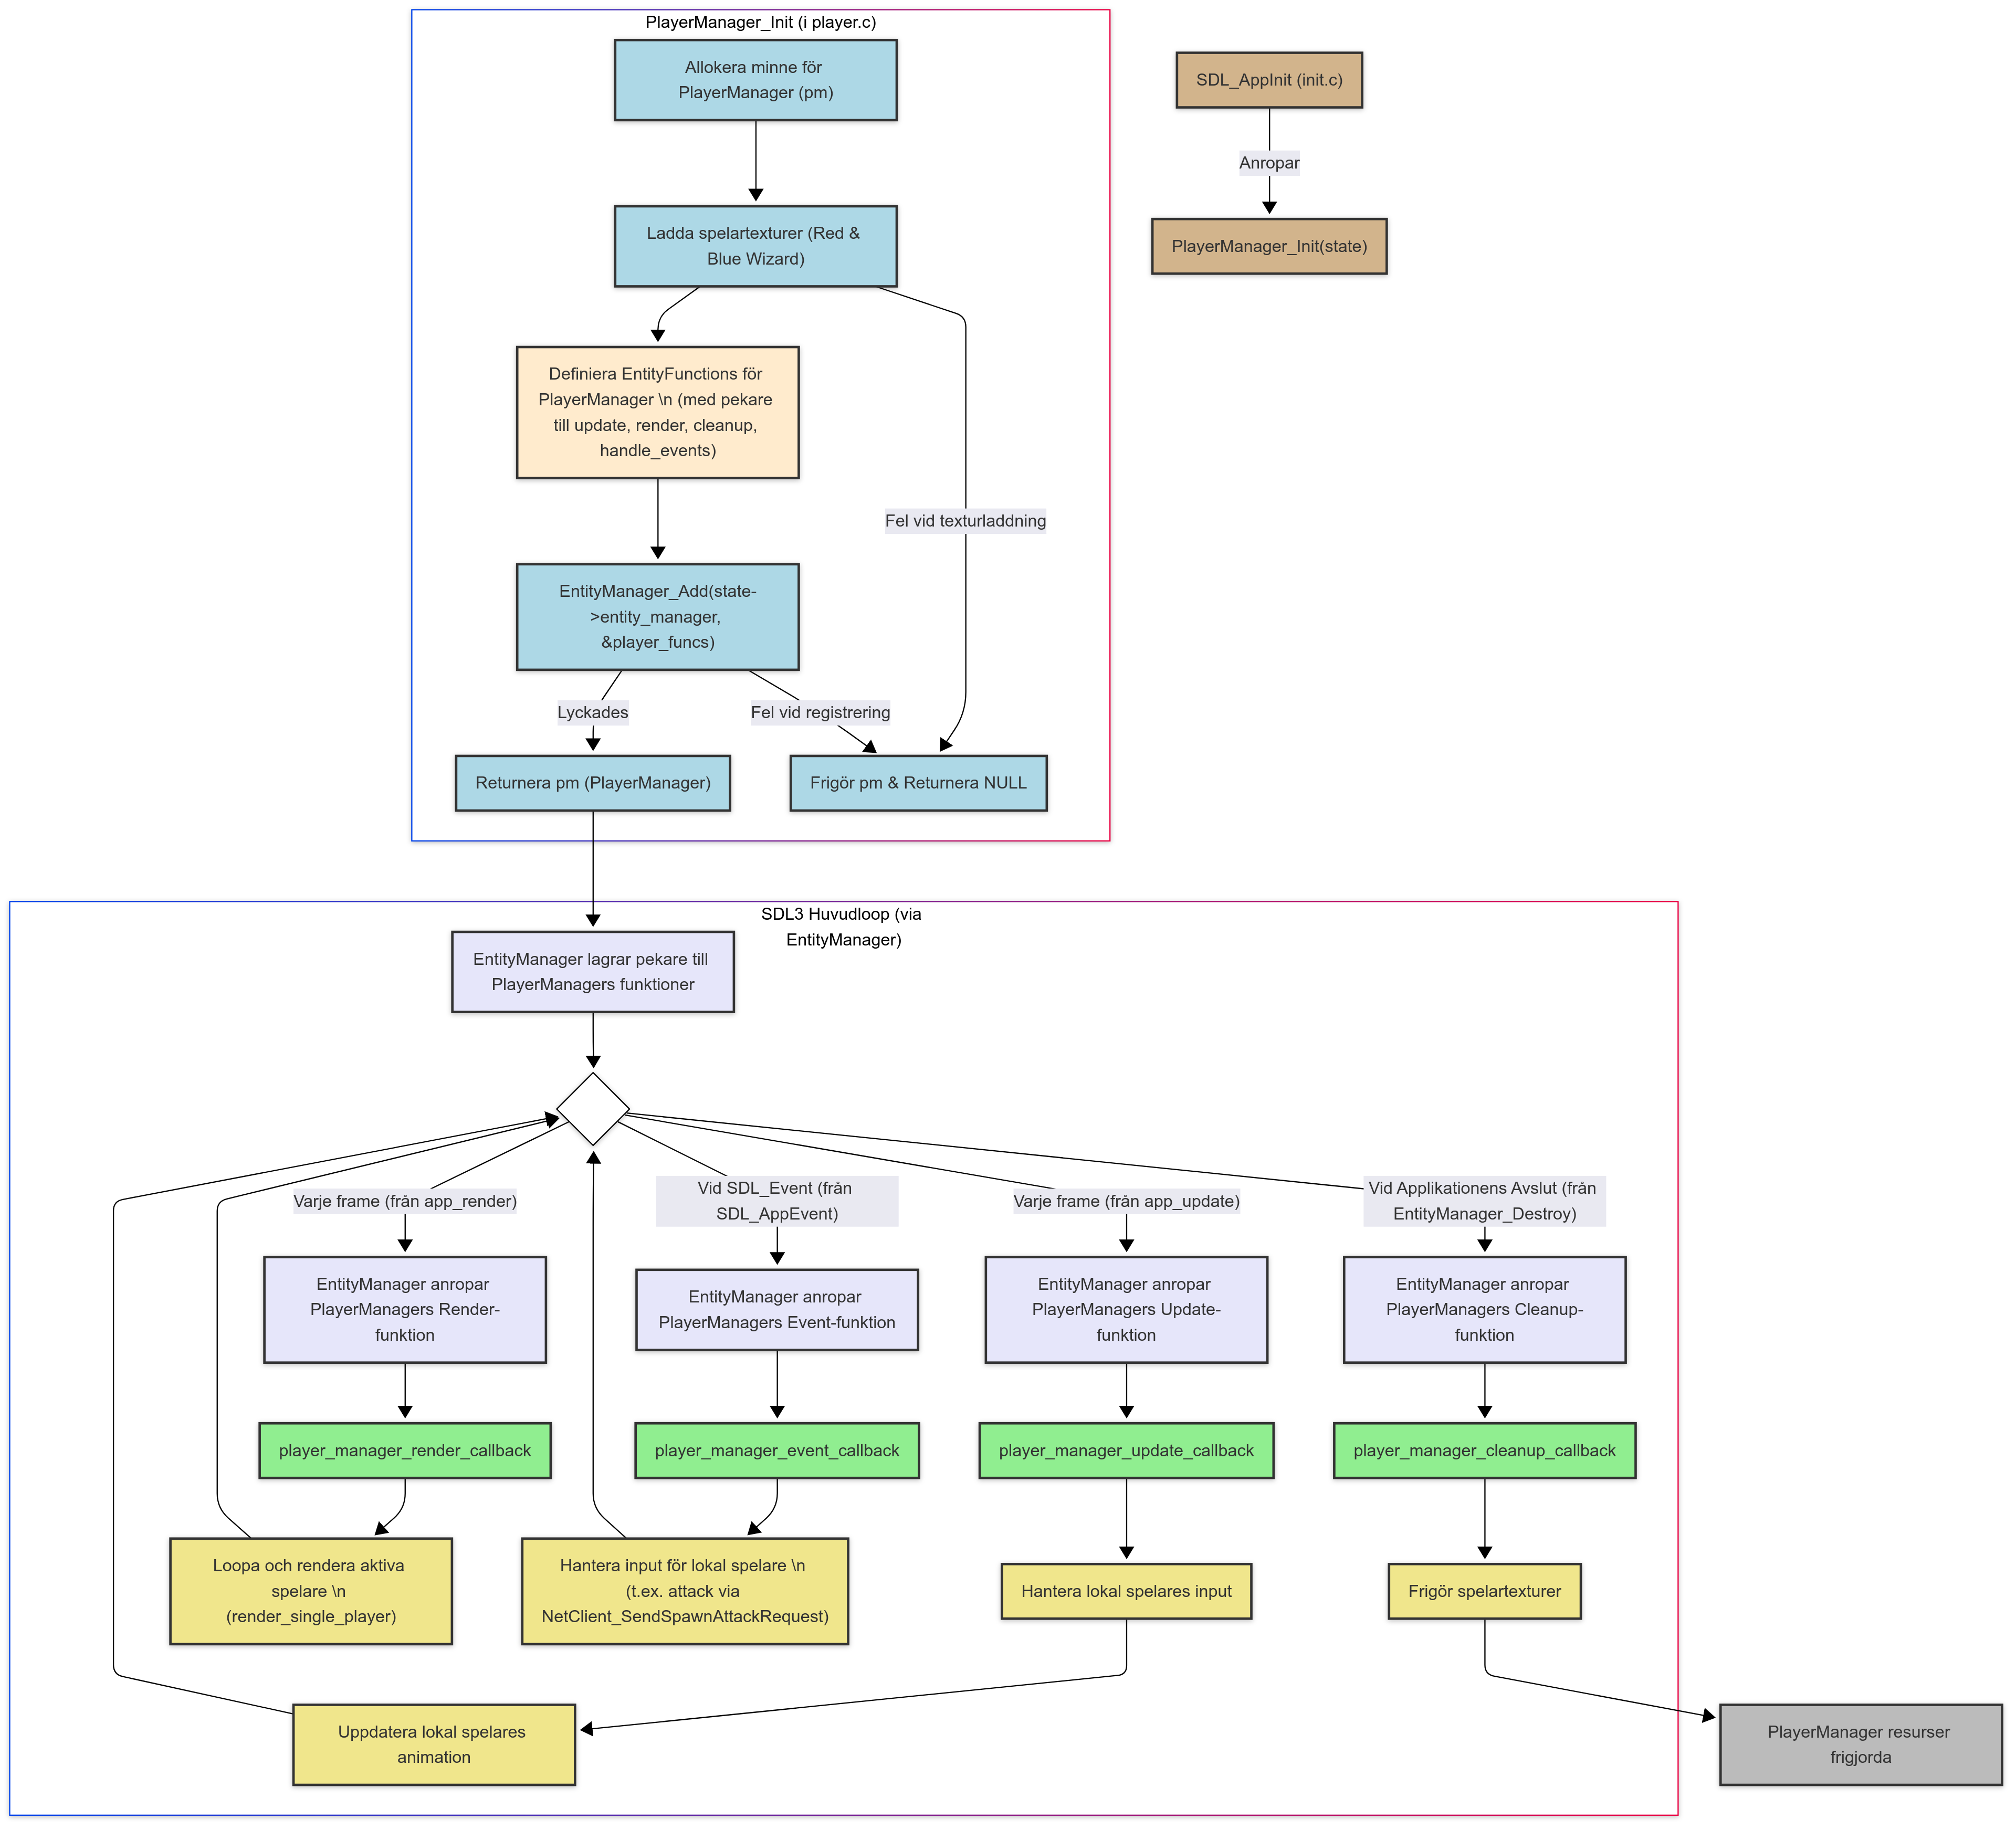 PlayerManager_Init (i player.c)
Allokera minne för
PlayerManager (pm)
SDL_AppInit (init.c)
Anropar
PlayerManager_Init(state)
Ladda spelartexturer (Red &
Blue Wizard)
Definiera EntityFunctions för
PlayerManager \n (med pekare
till update, render, cleanup,
handle_events)
Fel vid texturladdning
EntityManager_Add(state-
>entity_manager,
&player_funcs)
Lyckades
Fel vid registrering
Returnera pm (PlayerManager)
Frigör pm & Returnera NULL
SDL3 Huvudloop (via
EntityManager)
EntityManager lagrar pekare till
PlayerManagers funktioner
Varje frame (från app_render)
Vid SDL_Event (från
SDL_AppEvent)
Varje frame (från app_update)
Vid Applikationens Avslut (från
EntityManager_Destroy)
EntityManager anropar
PlayerManagers Render-
funktion
EntityManager anropar
PlayerManagers Event-funktion
EntityManager anropar
PlayerManagers Update-
funktion
EntityManager anropar
PlayerManagers Cleanup-
funktion
player_manager_render_callback
player_manager_event_callback
player_manager_update_callback
player_manager_cleanup_callback
Loopa och rendera aktiva
spelare \n
(render_single_player)
Hantera input för lokal spelare \n
(t.ex. attack via
NetClient_SendSpawnAttackRequest)
Hantera lokal spelares input
Frigör spelartexturer
Uppdatera lokal spelares
animation
PlayerManager resurser
frigjorda